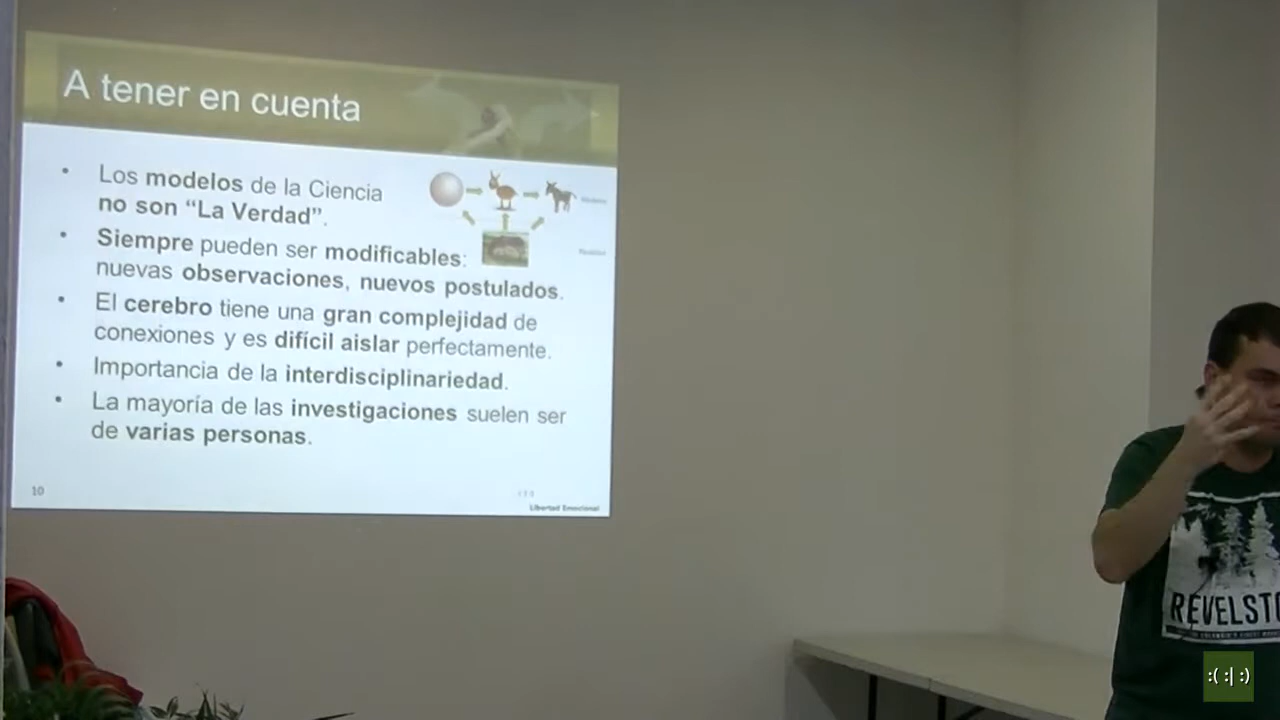 A tener en cuenta
• Los modelos de la Ciencia
no son “La Verdad”.
• Siempre pueden ser modificables:
nuevas observaciones, nuevos postulados.
• El cerebro tiene una gran complejidad de
conexiones y es difícil aislar perfectamente.
• Importancia de la interdisciplinariedad.
• La mayoría de las investigaciones suelen ser
de varias personas.
10
Libertad Emocional
REVELSTO
:( :| :)